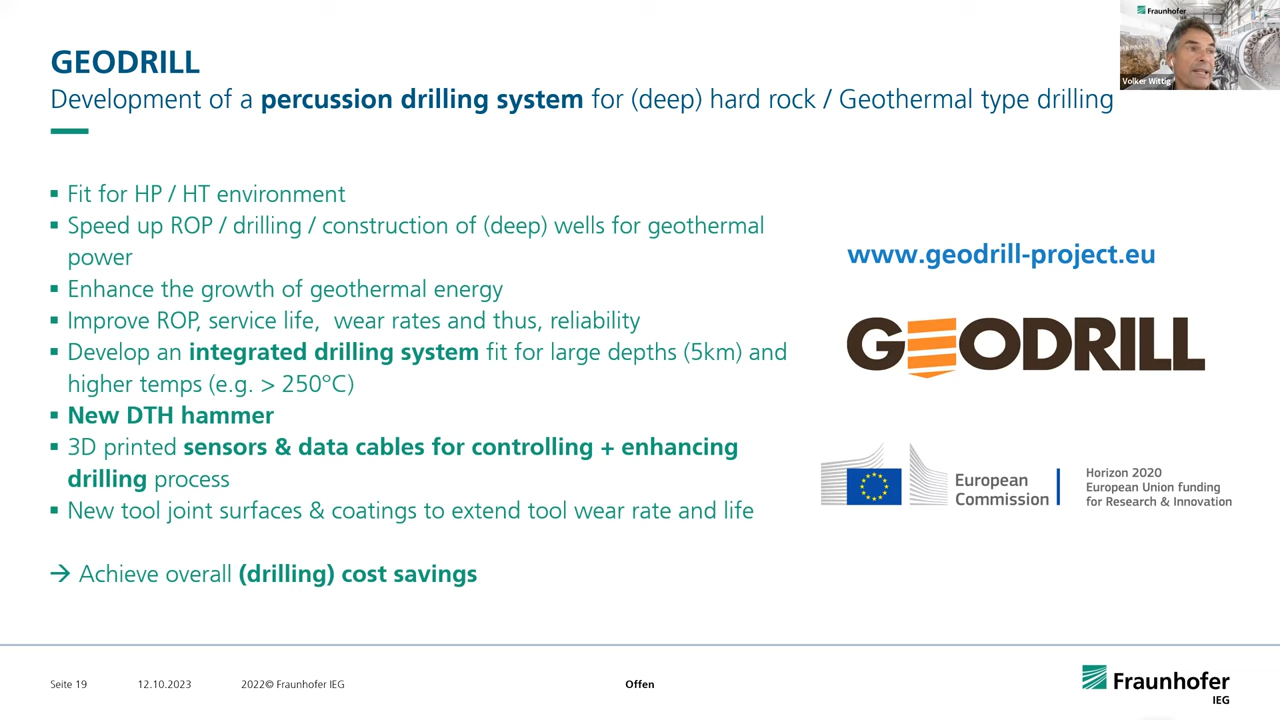 GEODRILL
Development of a percussion drilling system for (deep) hard rock / Geothermal type drilling
Fraunhofer
IEG
Volker Wittig
▪ Fit for HP / HT environment
▪ Speed up ROP / drilling / construction of (deep) wells for geothermal
power
▪ Enhance the growth of geothermal energy
▪ Improve ROP, service life,  wear rates and thus, reliability
▪ Develop an integrated drilling system fit for large depths (5km) and
higher temps (e.g. > 250°C)
▪ New DTH hammer
▪ 3D printed sensors & data cables for controlling + enhancing
drilling process
▪ New tool joint surfaces & coatings to extend tool wear rate and life
→ Achieve overall (drilling) cost savings
www.geodrill-project.eu
GEODRILL
European
Commission
Horizon 2020
European Union funding
for Research & Innovation
Seite 19
12.10.2023
2022© Fraunhofer IEG
Offen
Fraunhofer
IEG